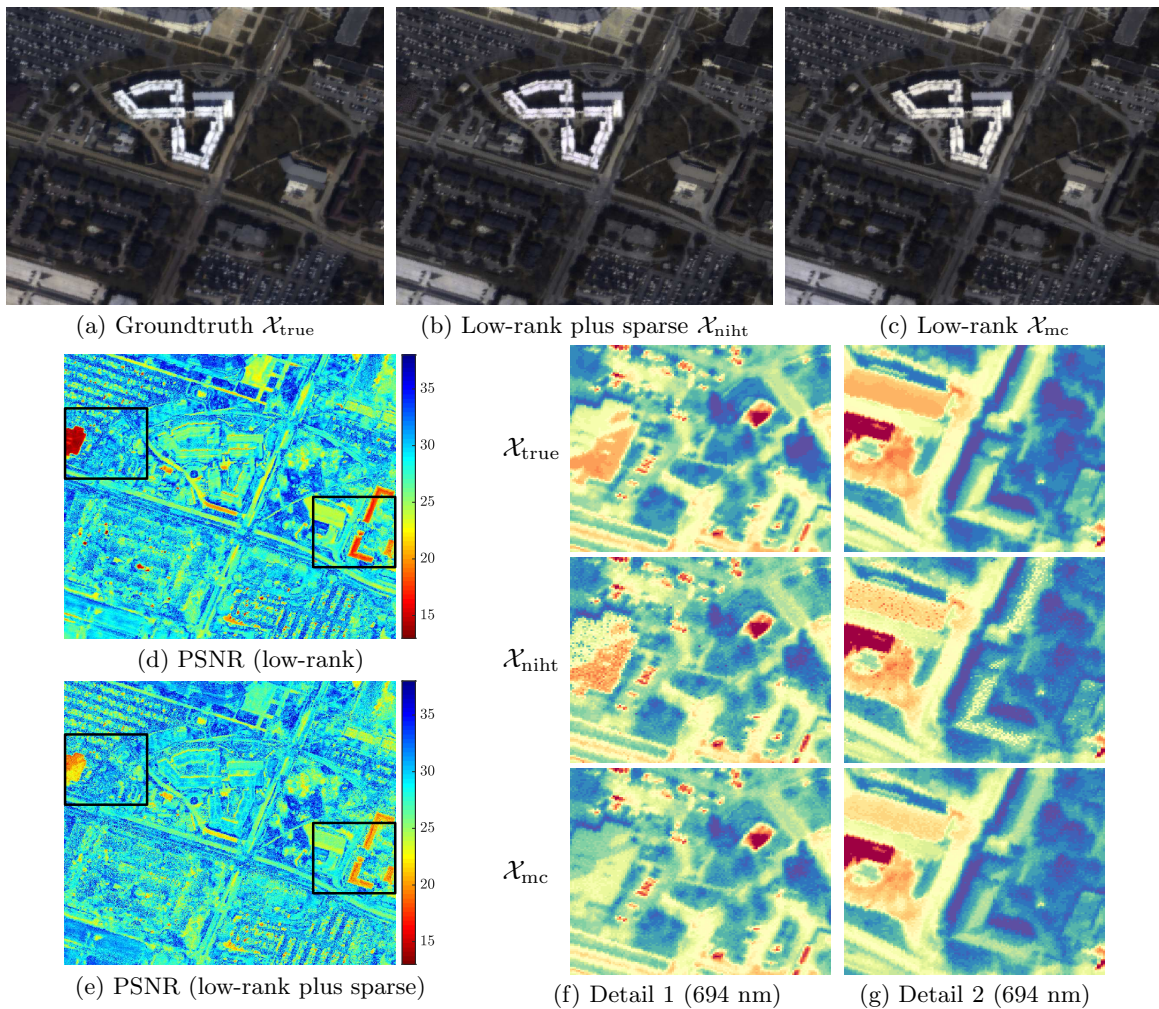 (a) Groundtruth 𝒳true
(b) Low-rank plus sparse 𝒳niht
(c) Low-rank 𝒳mc
35
30
25
20
15
(d) PSNR (low-rank)
35
30
25
20
15
(e) PSNR (low-rank plus sparse)
𝒳true
𝒳niht
𝒳mc
(f) Detail 1 (694 nm)
(g) Detail 2 (694 nm)